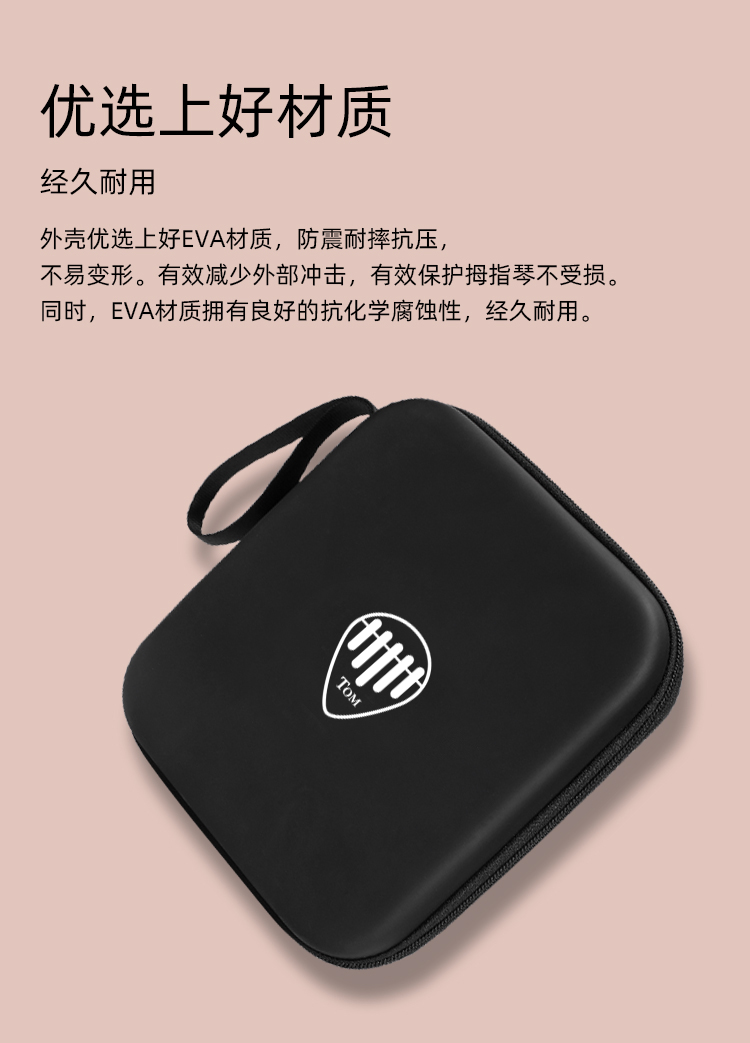 优选上好材质
经久耐用
外壳优选上好EVA材质，防震耐摔抗压，
不易变形。有效减少外部冲击，有效保护拇指琴不受损。
同时，EVA材质拥有良好的抗化学腐蚀性，经久耐用。
TOM